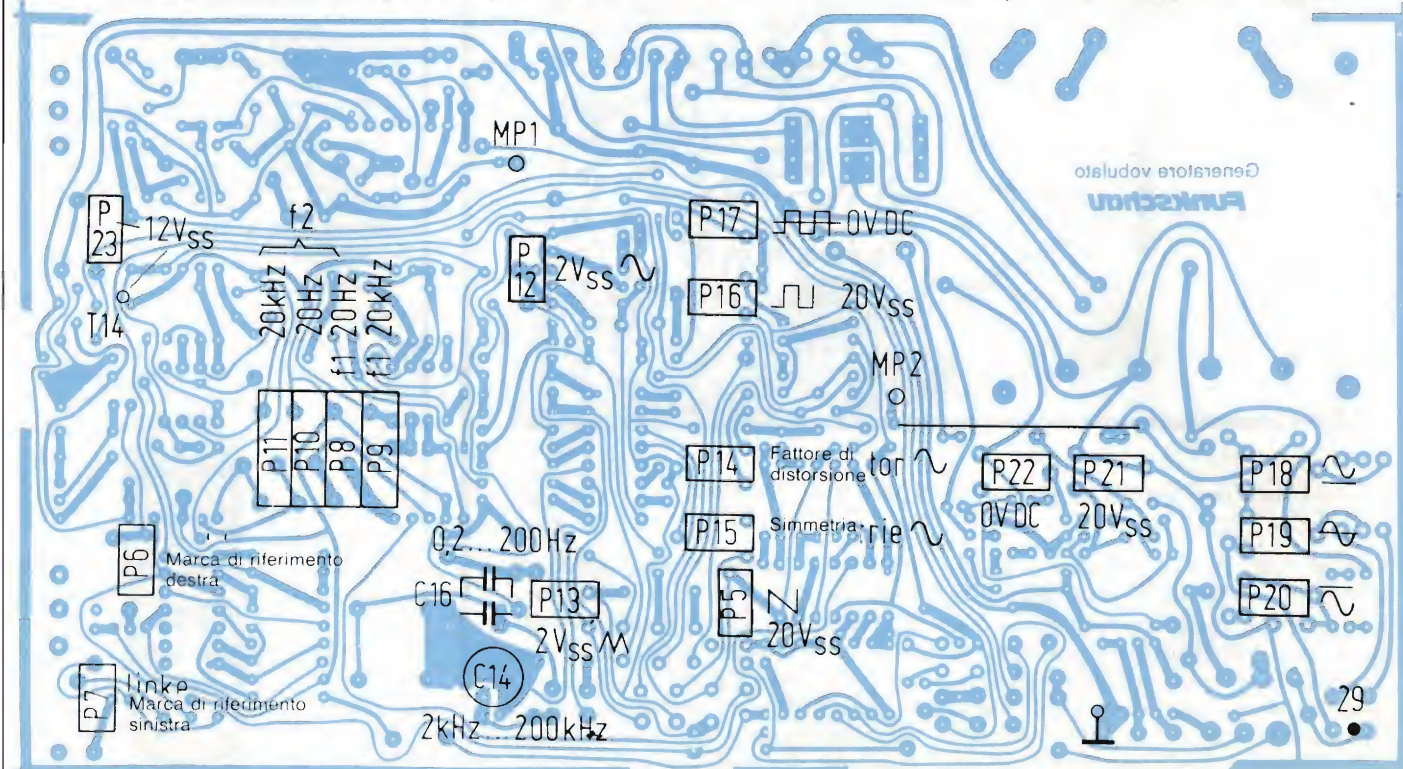 MP1
Generatore vobulato
Funkschau
P 23
12Vss
f2
T14
20kHz
20Hz
f1 20Hz
f1 20kHz
P 12
2Vss
P17
0V DC
P16
20Vss
MP2
P11
P10
P8
P9
P14
Fattore di
distorsione tor
P22
0V DC
P21
20Vss
P18
P15
Simmetria rie
P19
P6
Marca di riferimento
destra
0,2...200Hz
C16
P13
2Vss
P5
20Vss
P20
P7
linke
Marca di riferimento
sinistra
C14
2kHz...200kHz
29